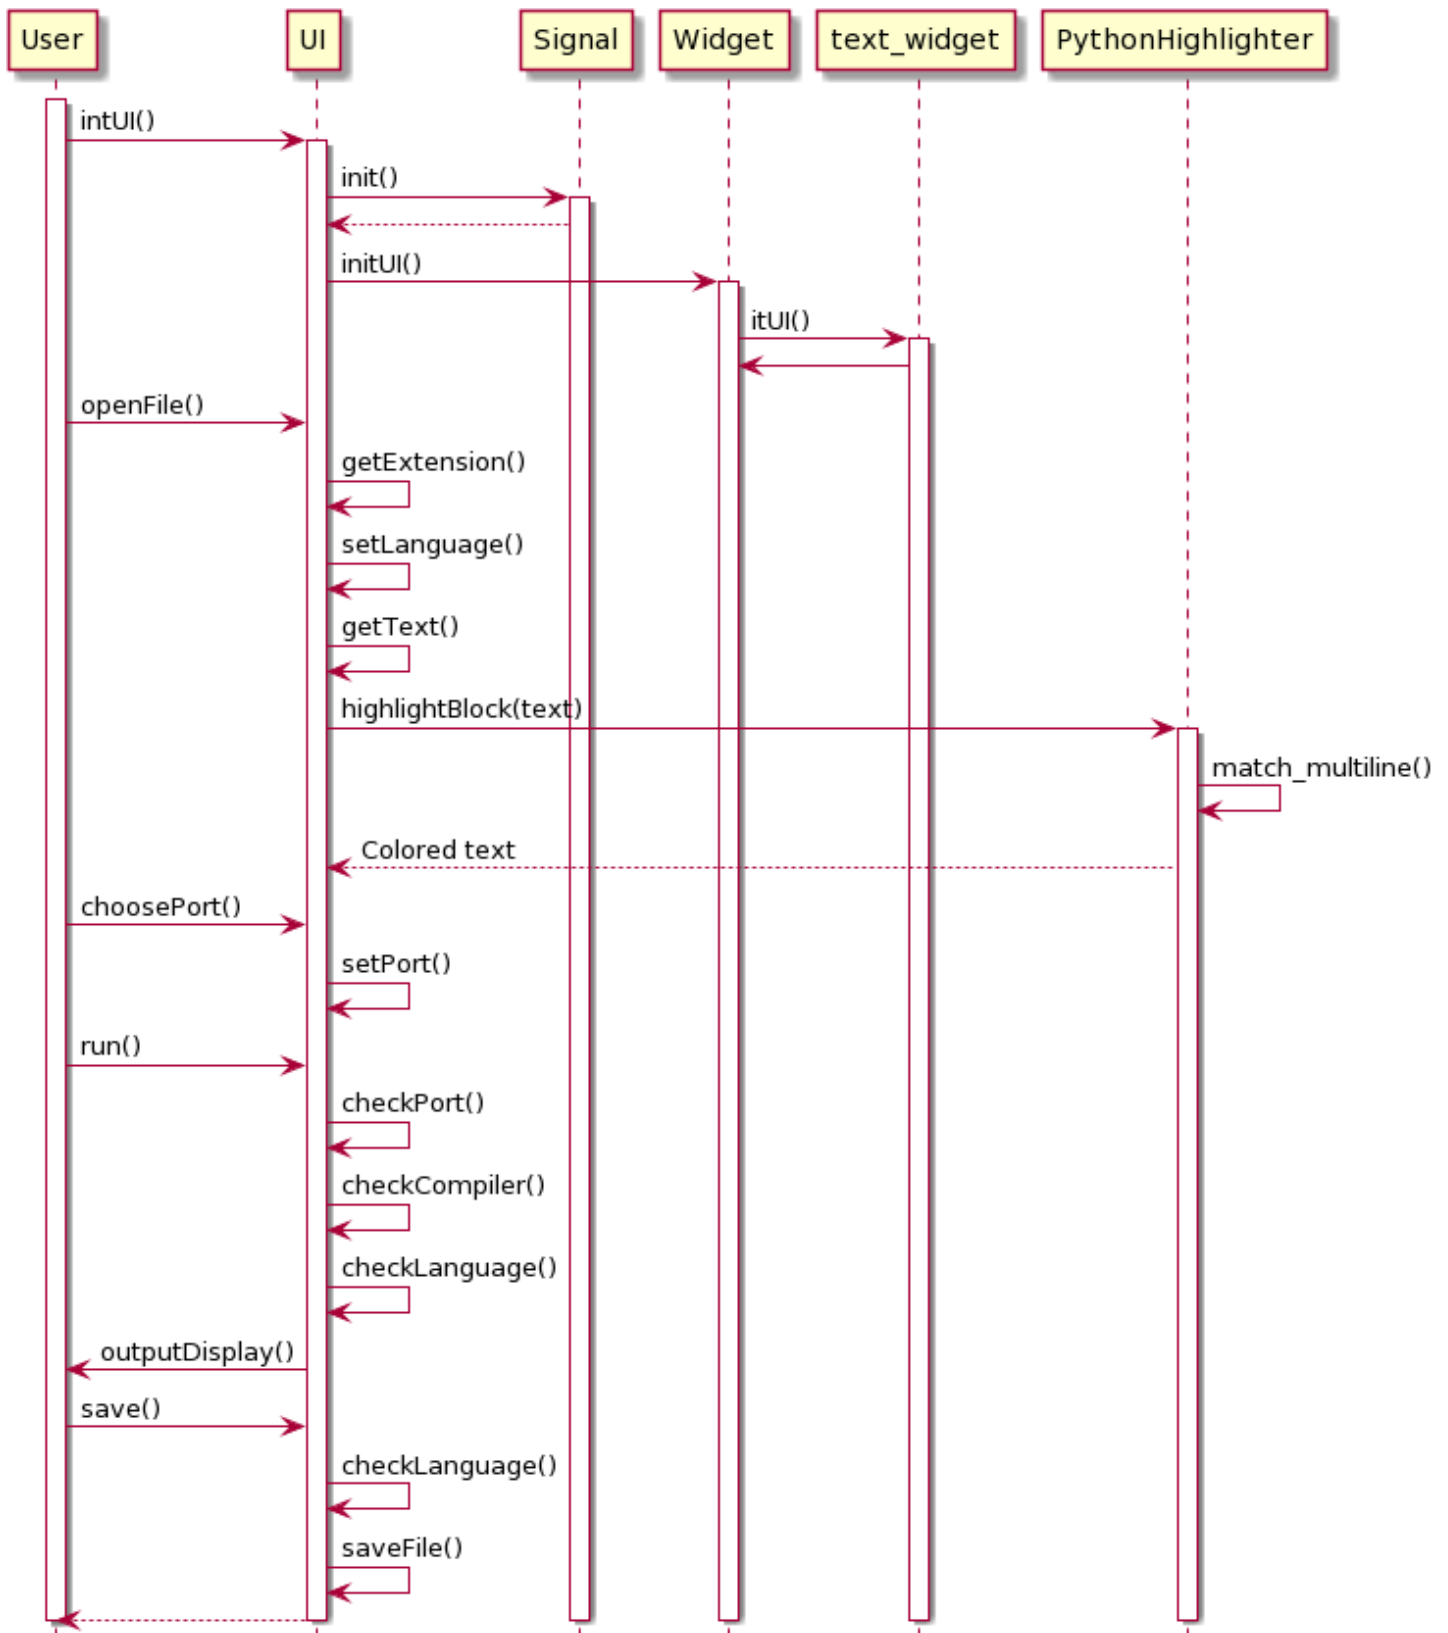 User
UI
Signal
Widget
text_widget
PythonHighlighter
intUI()
init()
initUI()
itUI()
openFile()
getExtension()
setLanguage()
getText()
highlightBlock(text)
match_multiline()
Colored text
choosePort()
setPort()
run()
checkPort()
checkCompiler()
checkLanguage()
outputDisplay()
save()
checkLanguage()
saveFile()